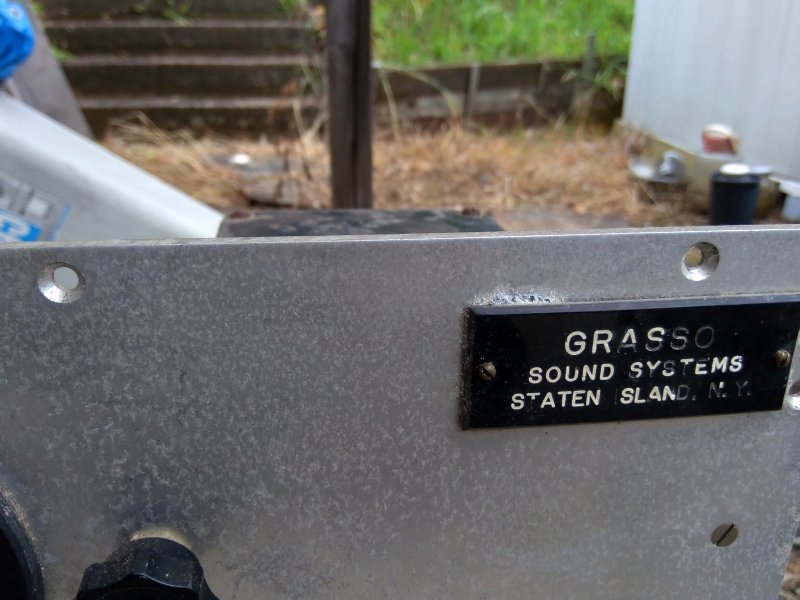 GRASSO
SOUND SYSTEMS
STATEN ISLAND, N.Y.